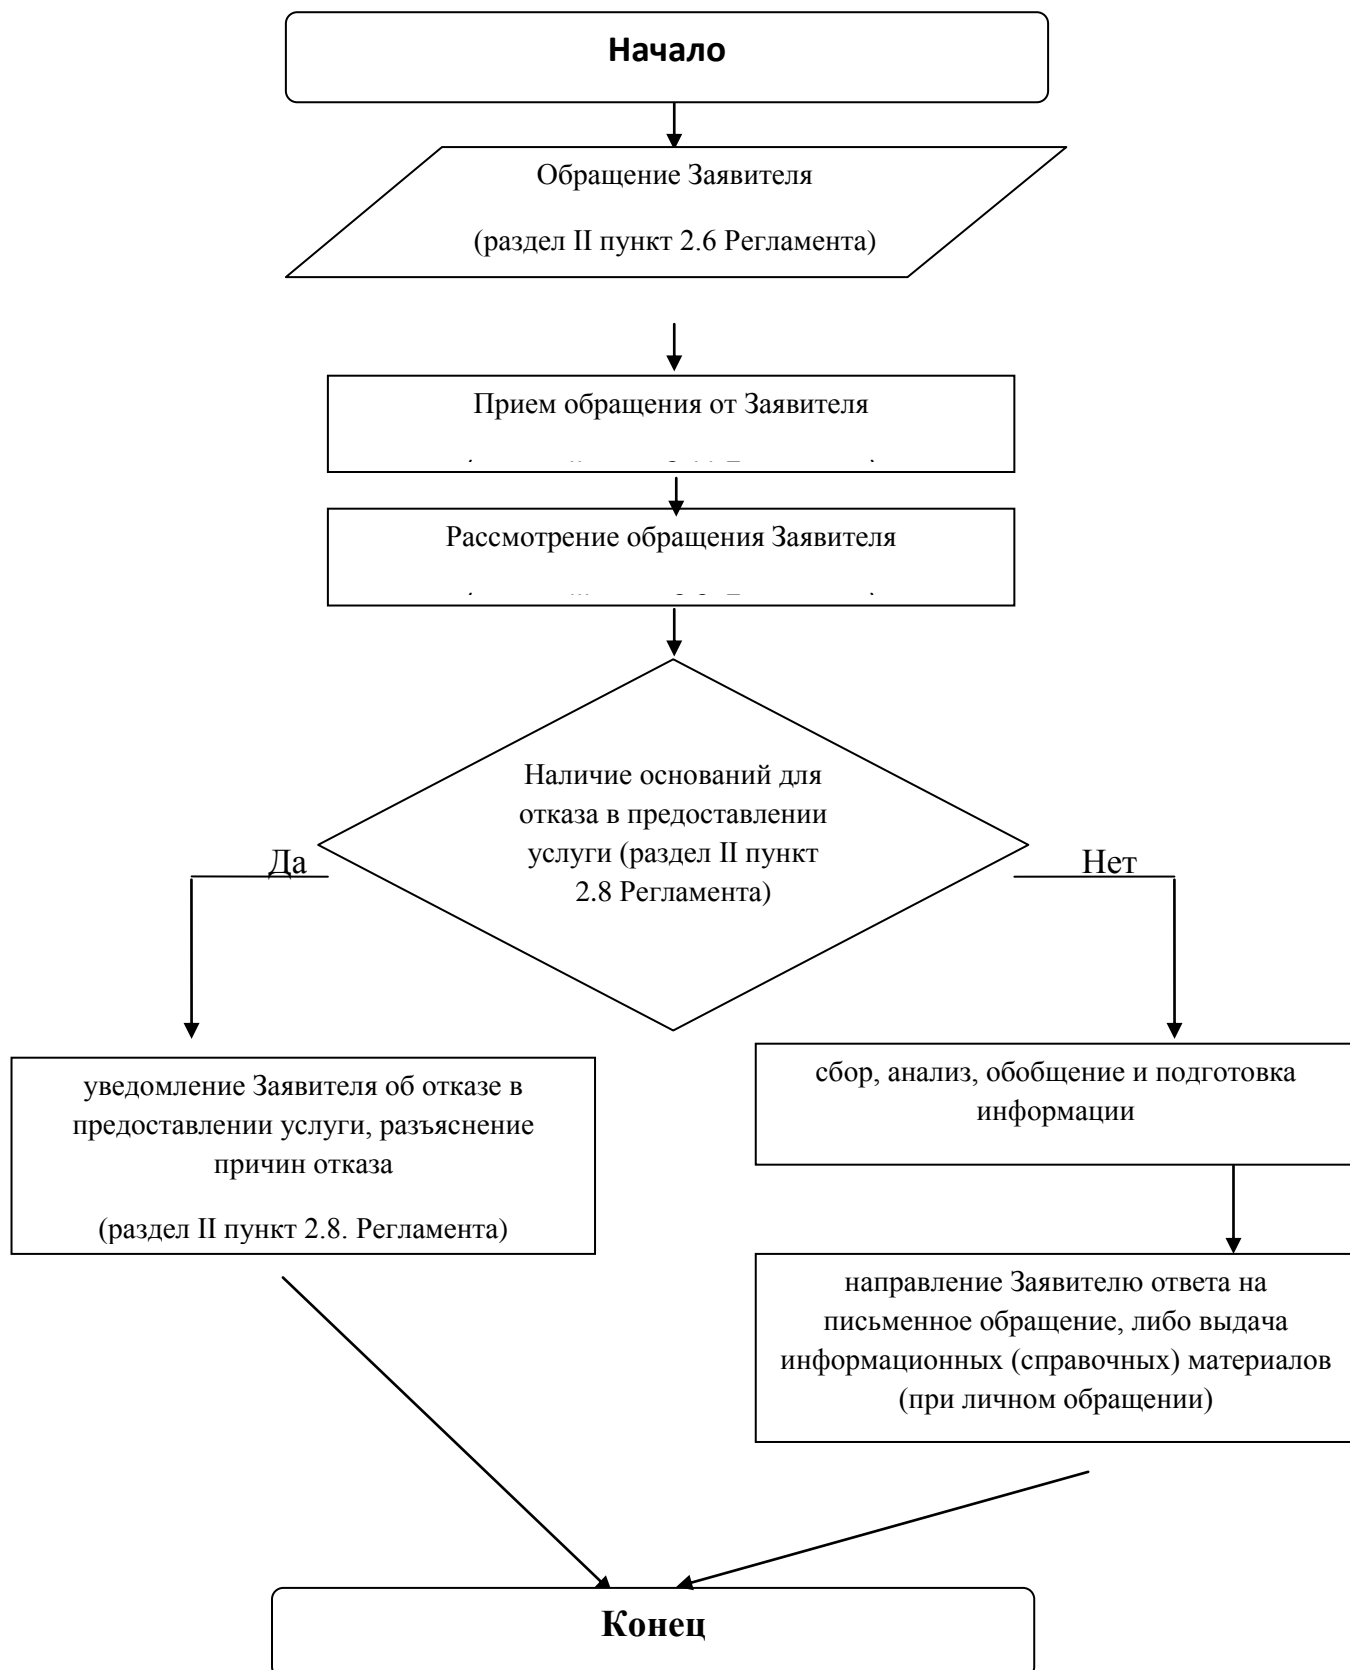 Начало
Обращение Заявителя
(раздел II пункт 2.6 Регламента)
Прием обращения от Заявителя
Рассмотрение обращения Заявителя
Наличие оснований для
отказа в предоставлении
услуги (раздел II пункт
2.8 Регламента)
Да
Нет
уведомление Заявителя об отказе в
предоставлении услуги, разъяснение
причин отказа
(раздел II пункт 2.8. Регламента)
сбор, анализ, обобщение и подготовка
информации
направление Заявителю ответа на
письменное обращение, либо выдача
информационных (справочных) материалов
(при личном обращении)
Конец